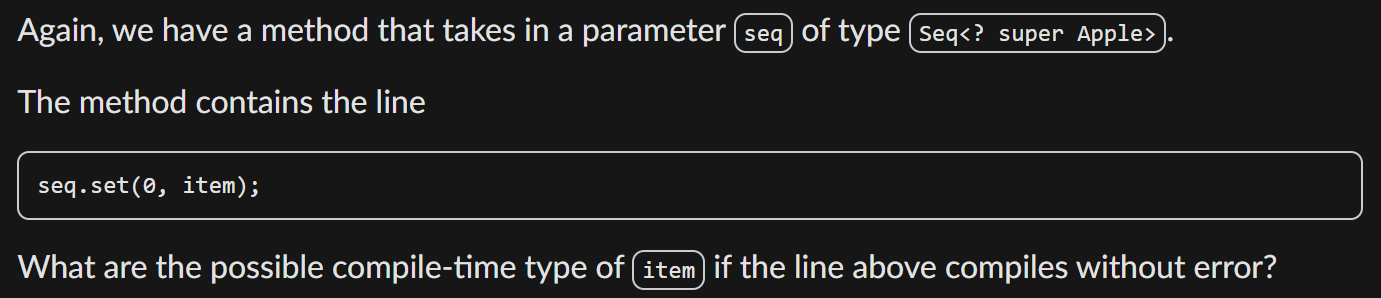 Again, we have a method that takes in a parameter seq of type Seq<? super Apple>.
The method contains the line
seq.set(0, item);
What are the possible compile-time type of item if the line above compiles without error?